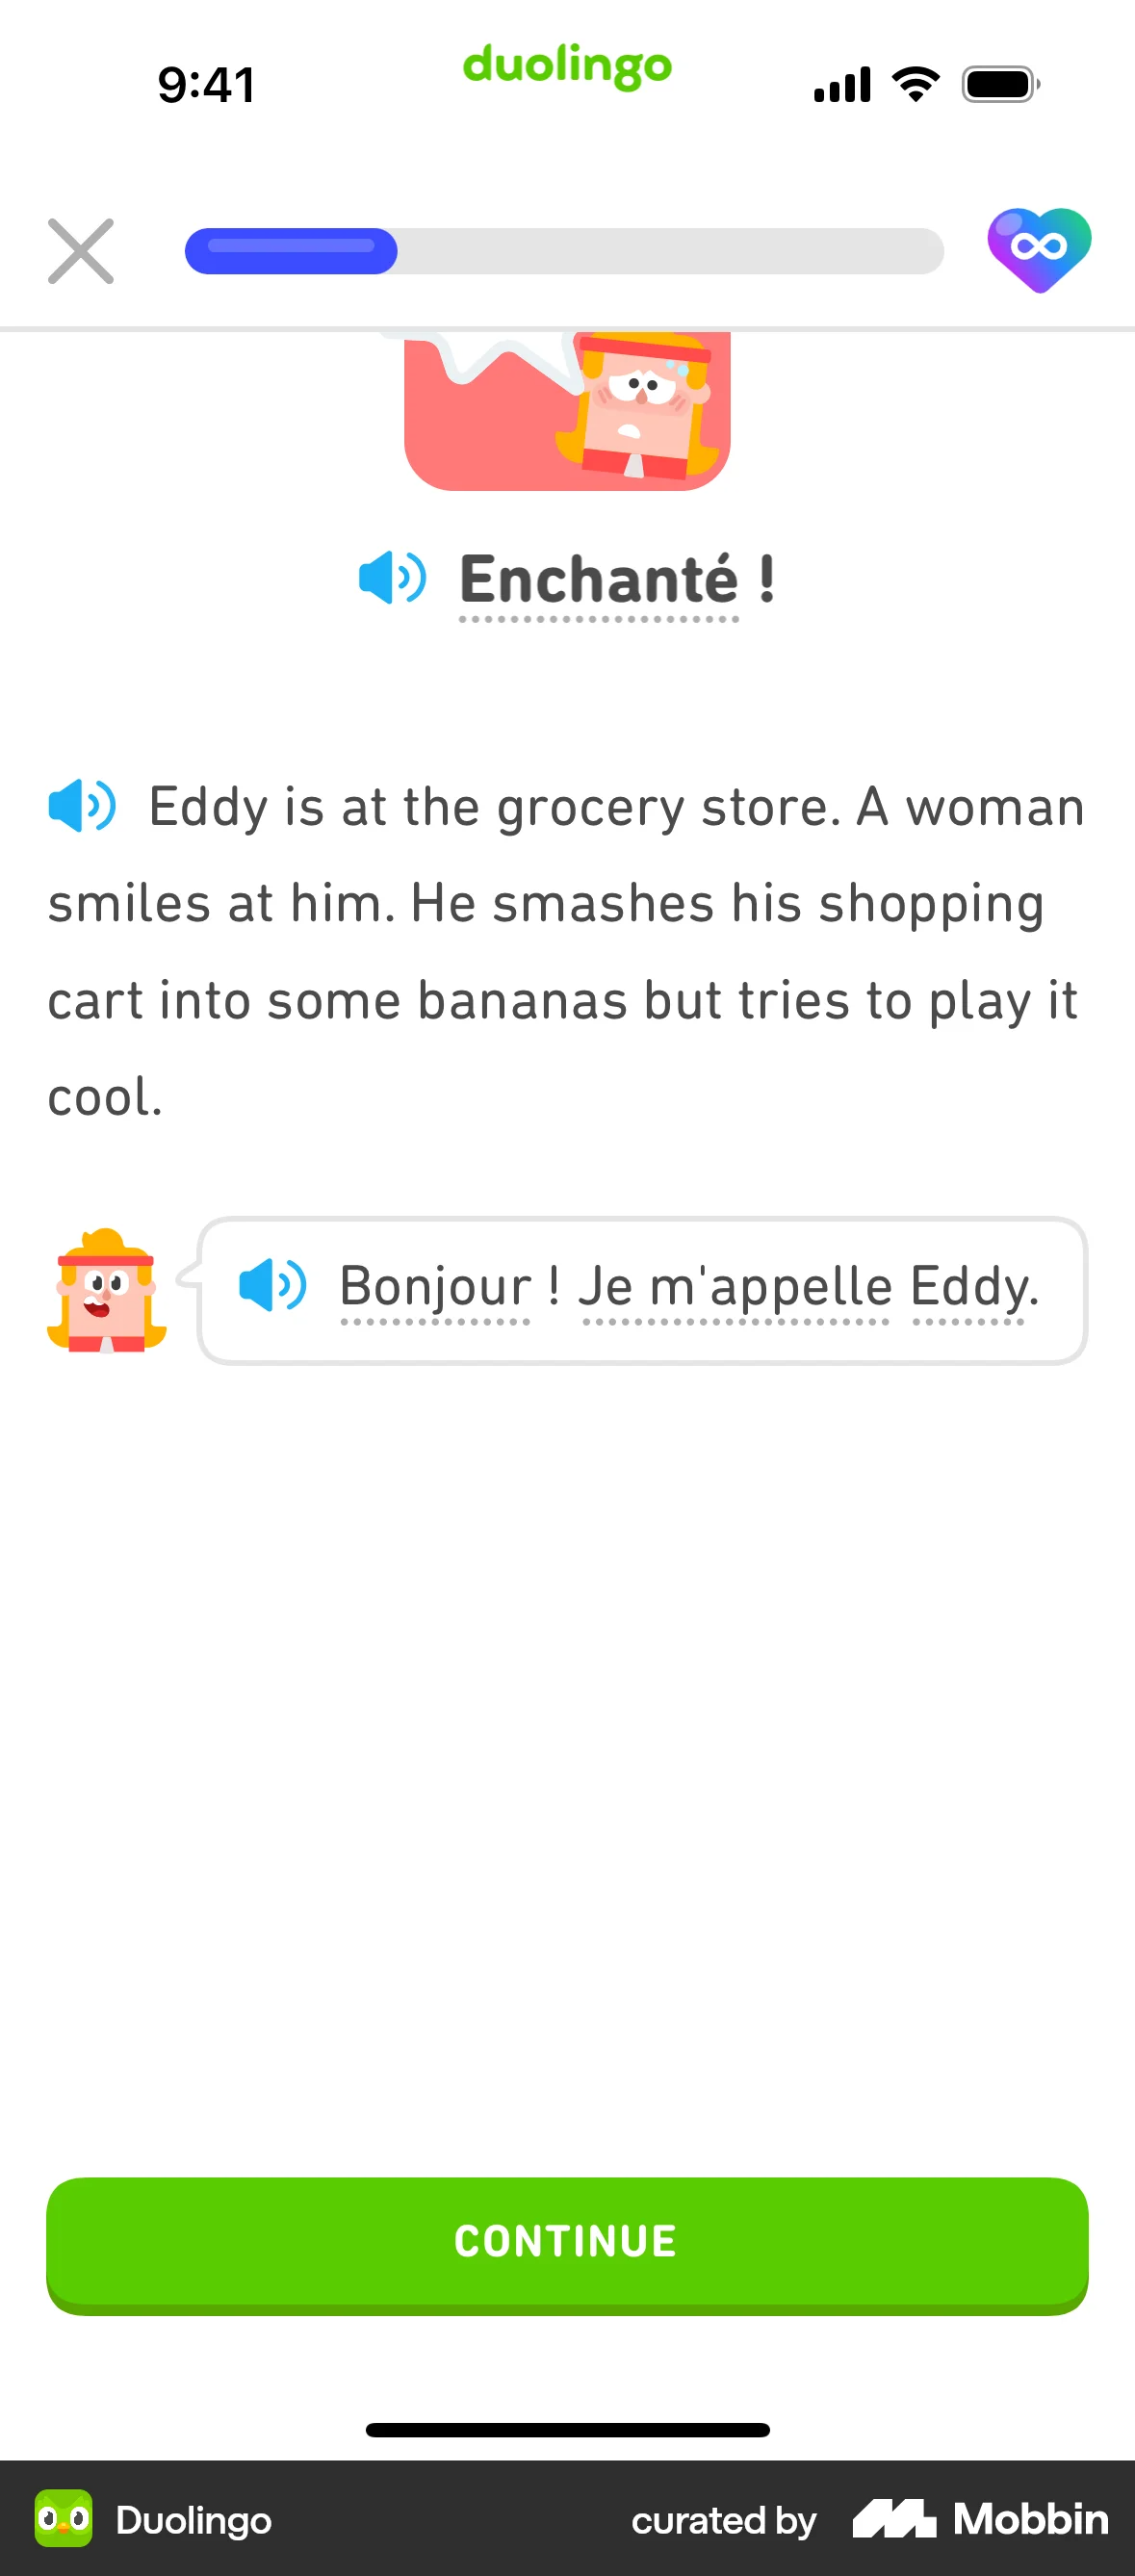 9:41
duolingo
Enchanté !
Eddy is at the grocery store. A woman
smiles at him. He smashes his shopping
cart into some bananas but tries to play it
cool.
Bonjour ! Je m'appelle Eddy.
CONTINUE
Duolingo
curated by Mobbin